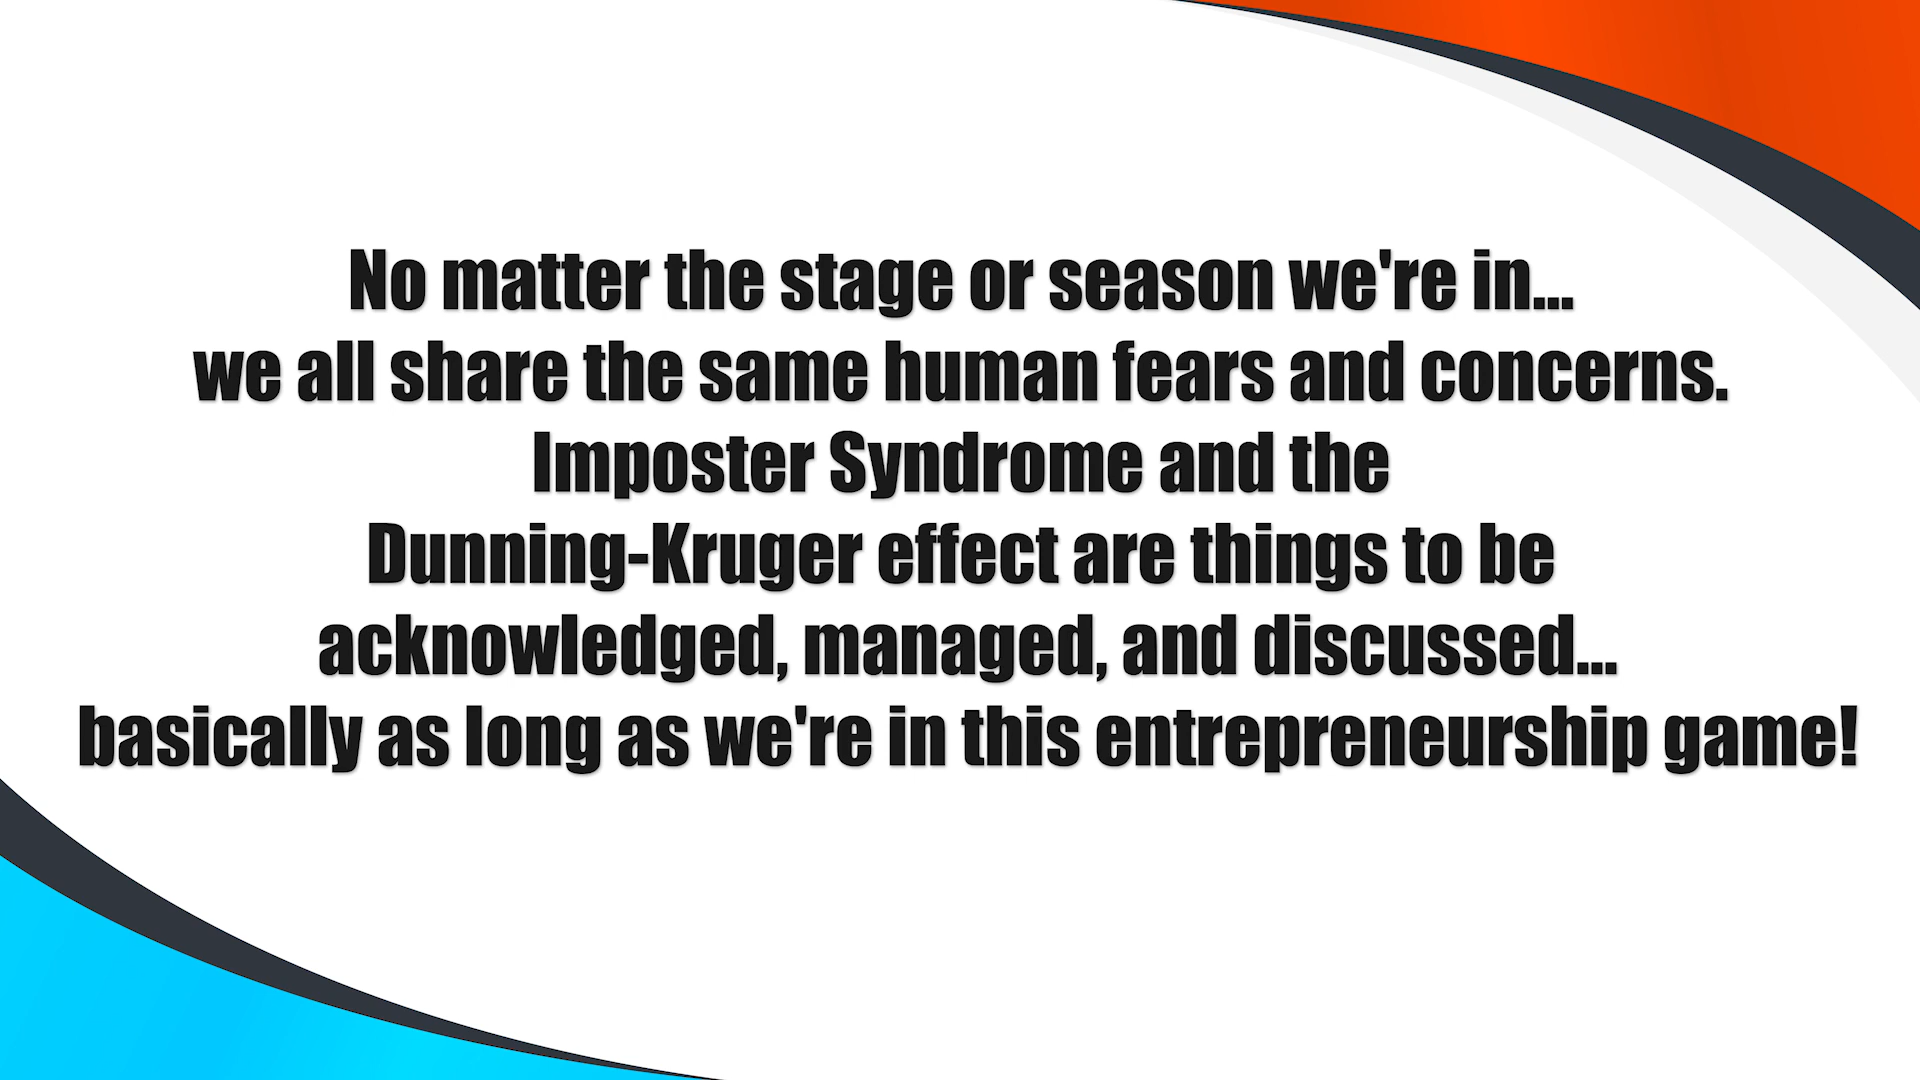 No matter the stage or season we're in...
we all share the same human fears and concerns.
Imposter Syndrome and the
Dunning-Kruger effect are things to be
acknowledged, managed, and discussed...
basically as long as we're in this entrepreneurship game!